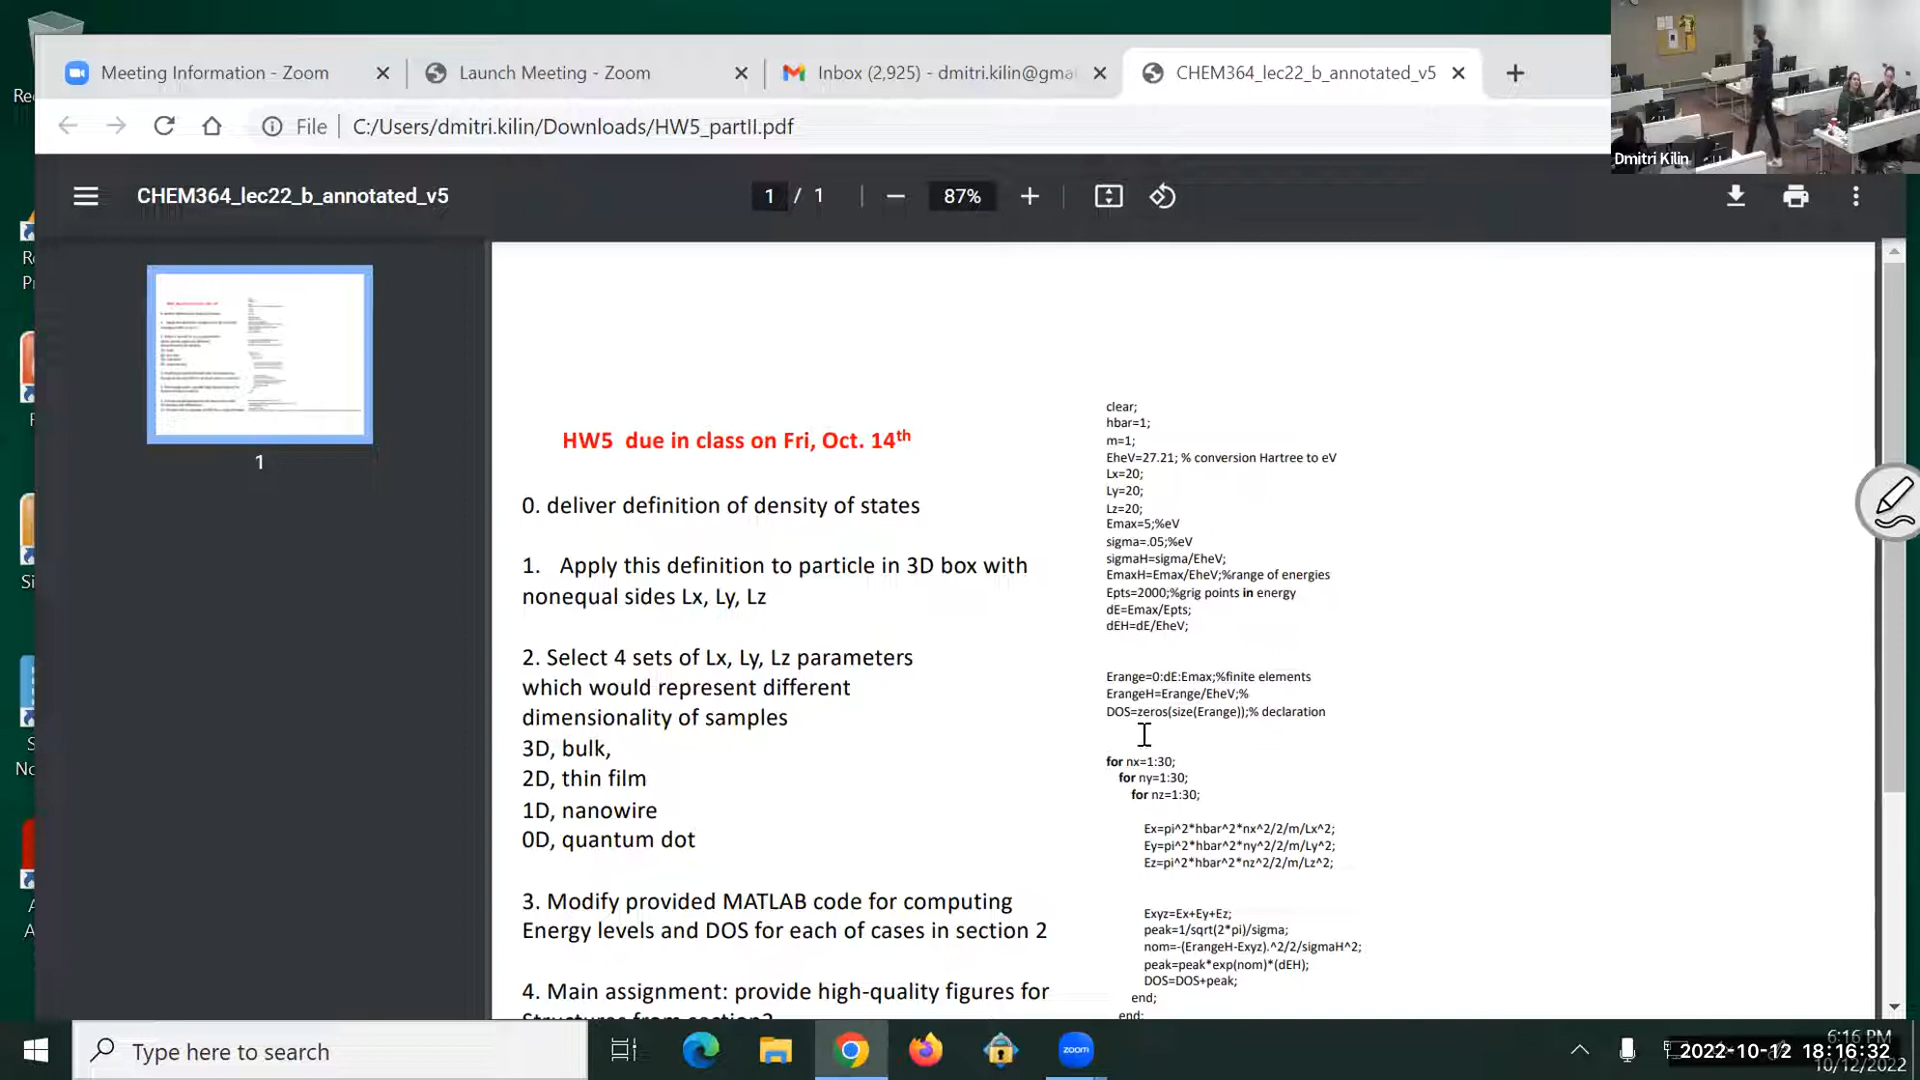 Meeting Information - Zoom
Launch Meeting - Zoom
Inbox (2,925) - dmitri.kilin@gma
CHEM364_lec22_b_annotated_v5
File
C:/Users/dmitri.kilin/Downloads/HW5_partII.pdf
Dmitri Kilin
CHEM364_lec22_b_annotated_v5
1 / 1
87%
1
HW5 due in class on Fri, Oct. 14th
0. deliver definition of density of states
1. Apply this definition to particle in 3D box with
nonequal sides Lx, Ly, Lz
2. Select 4 sets of Lx, Ly, Lz parameters
which would represent different
dimensionality of samples
3D, bulk,
2D, thin film
1D, nanowire
0D, quantum dot
3. Modify provided MATLAB code for computing
Energy levels and DOS for each of cases in section 2
4. Main assignment: provide high-quality figures for
Structures from section2
clear;
hbar=1;
m=1;
EheV=27.21; % conversion Hartree to eV
Lx=20;
Ly=20;
Lz=20;
Emax=5;%eV
sigma=.05;%eV
sigmaH=sigma/EheV;
EmaxH=Emax/EheV;%range of energies
Epts=2000;%grig points in energy
dE=Emax/Epts;
dEH=dE/EheV;
Erange=0:dE:Emax;%finite elements
ErangeH=Erange/EheV;%
DOS=zeros(size(Erange));% declaration
for nx=1:30;
for ny=1:30;
for nz=1:30;
Ex=pi^2*hbar^2*nx^2/2/m/Lx^2;
Ey=pi^2*hbar^2*ny^2/2/m/Ly^2;
Ez=pi^2*hbar^2*nz^2/2/m/Lz^2;
Exyz=Ex+Ey+Ez;
peak=1/sqrt(2*pi)/sigma;
nom=-(ErangeH-Exyz).^2/2/sigmaH^2;
peak=peak*exp(nom)*(dEH);
DOS=DOS+peak;
end;
end;
Type here to search
zoom
6:16 PM
2022-10-12 18:16:32
10/12/2022